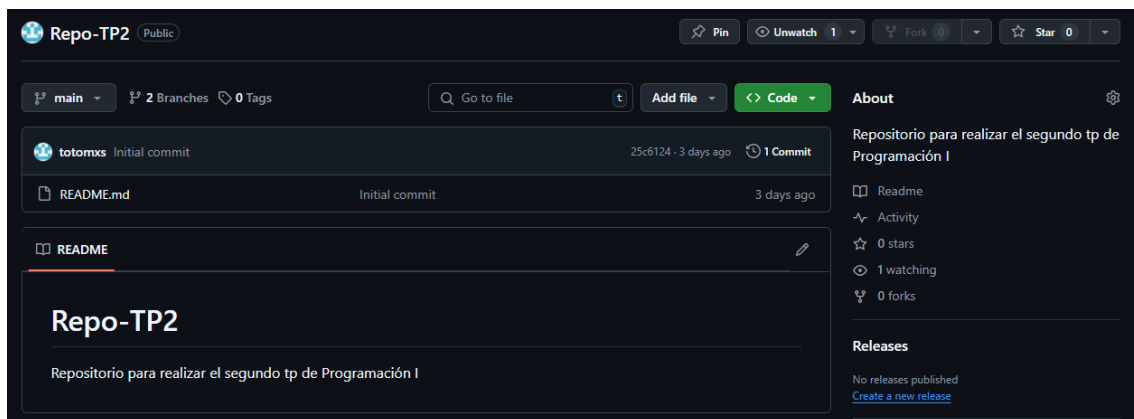 Repo-TP2 Public
Pin Unwatch 1 Fork 0 Star 0
main 2 Branches 0 Tags Go to file t Add file Code
totomxs Initial commit 25c6124 · 3 days ago 1 Commit
README.md Initial commit 3 days ago
README
Repo-TP2
Repositorio para realizar el segundo tp de Programación I
About
Repositorio para realizar el segundo tp de
Programación I
Readme
Activity
0 stars
1 watching
0 forks
Releases
No releases published
Create a new release